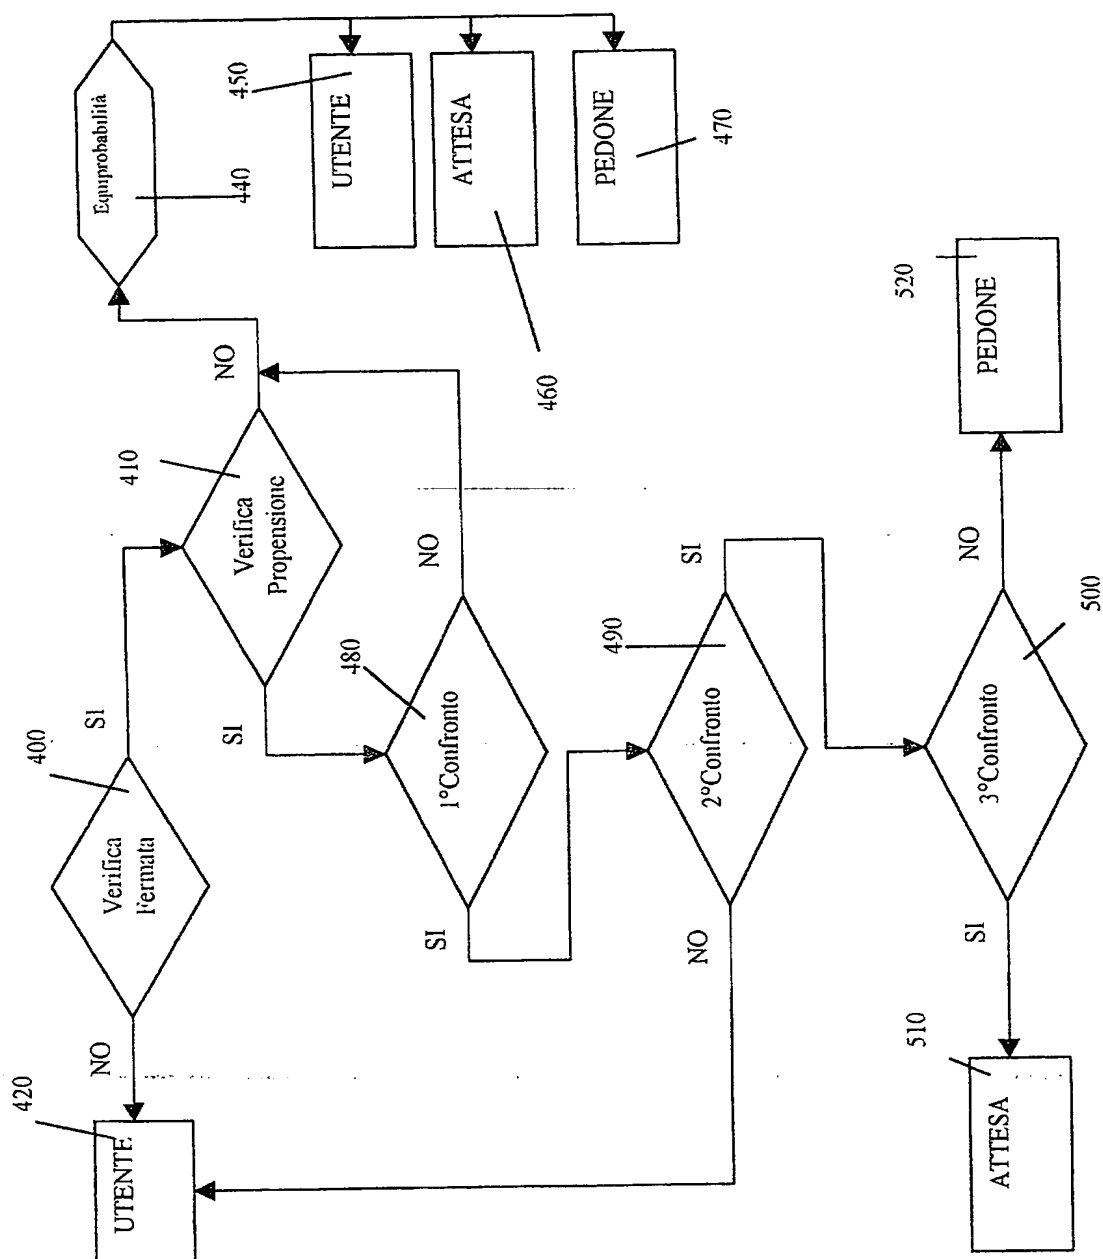 420
NO
UTENTE
400
SI
Verifica
Fermata
410
Verifica
Propensione
NO
SI
Equiprobabilità
440
450
UTENTE
480
1°Confronto
NO
SI
ATTESA
460
PEDONE
470
490
2°Confronto
SI
NO
510
ATTESA
SI
3°Confronto
500
NO
520
PEDONE